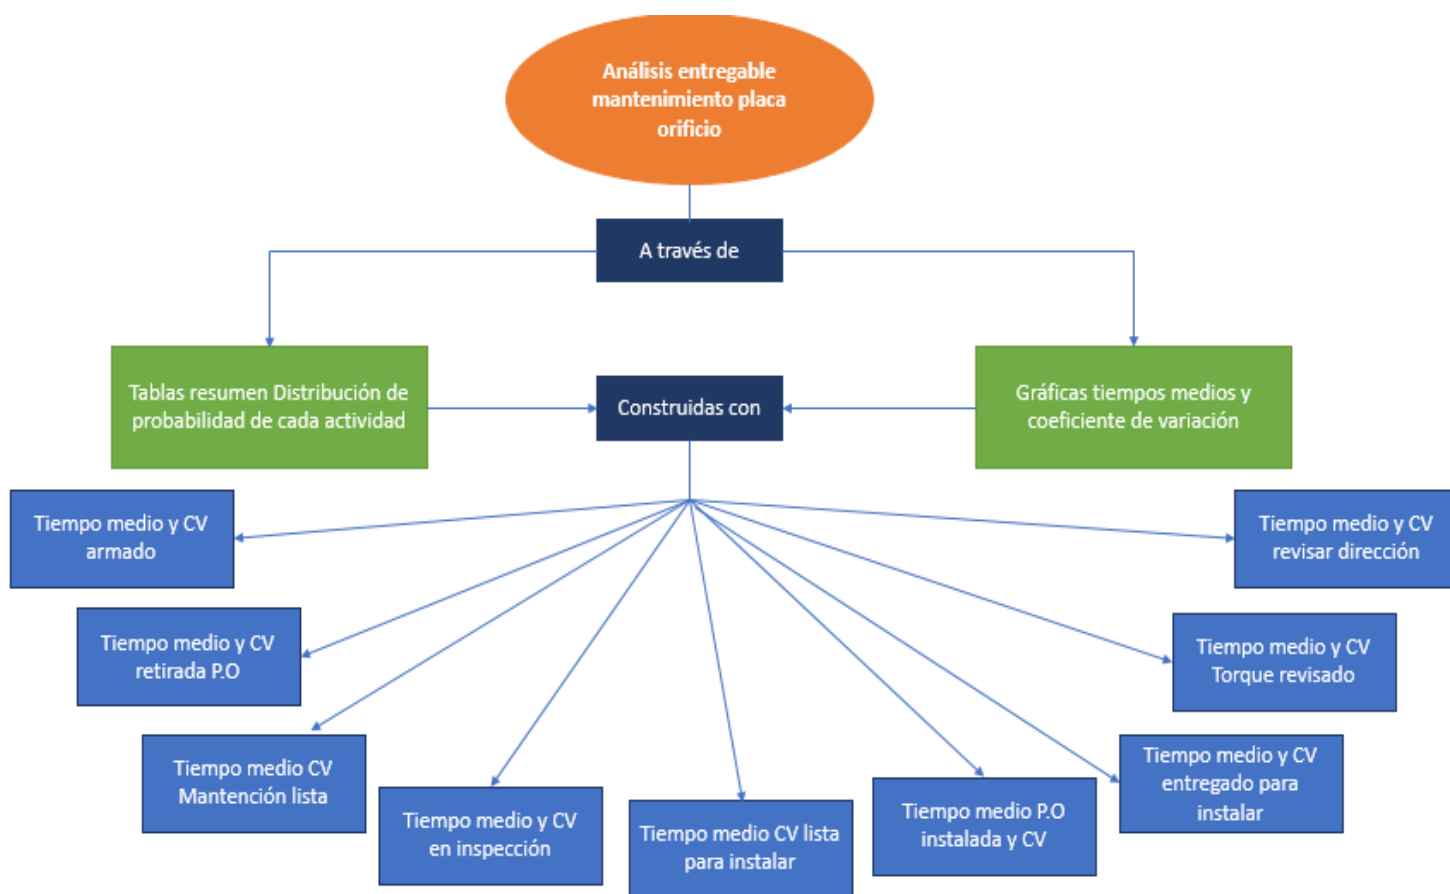 Análisis entregable
mantenimiento placa
orificio
A través de
Tablas resumen Distribución de
probabilidad de cada actividad
Construidas con
Gráficas tiempos medios y
coeficiente de variación
Tiempo medio y CV
armado
Tiempo medio y CV
revisar dirección
Tiempo medio y CV
retirada P.O
Tiempo medio y CV
Torque revisado
Tiempo medio CV
Mantención lista
Tiempo medio y CV
en inspección
Tiempo medio CV lista
para instalar
Tiempo medio P.O
instalada y CV
Tiempo medio y CV
entregado para
instalar